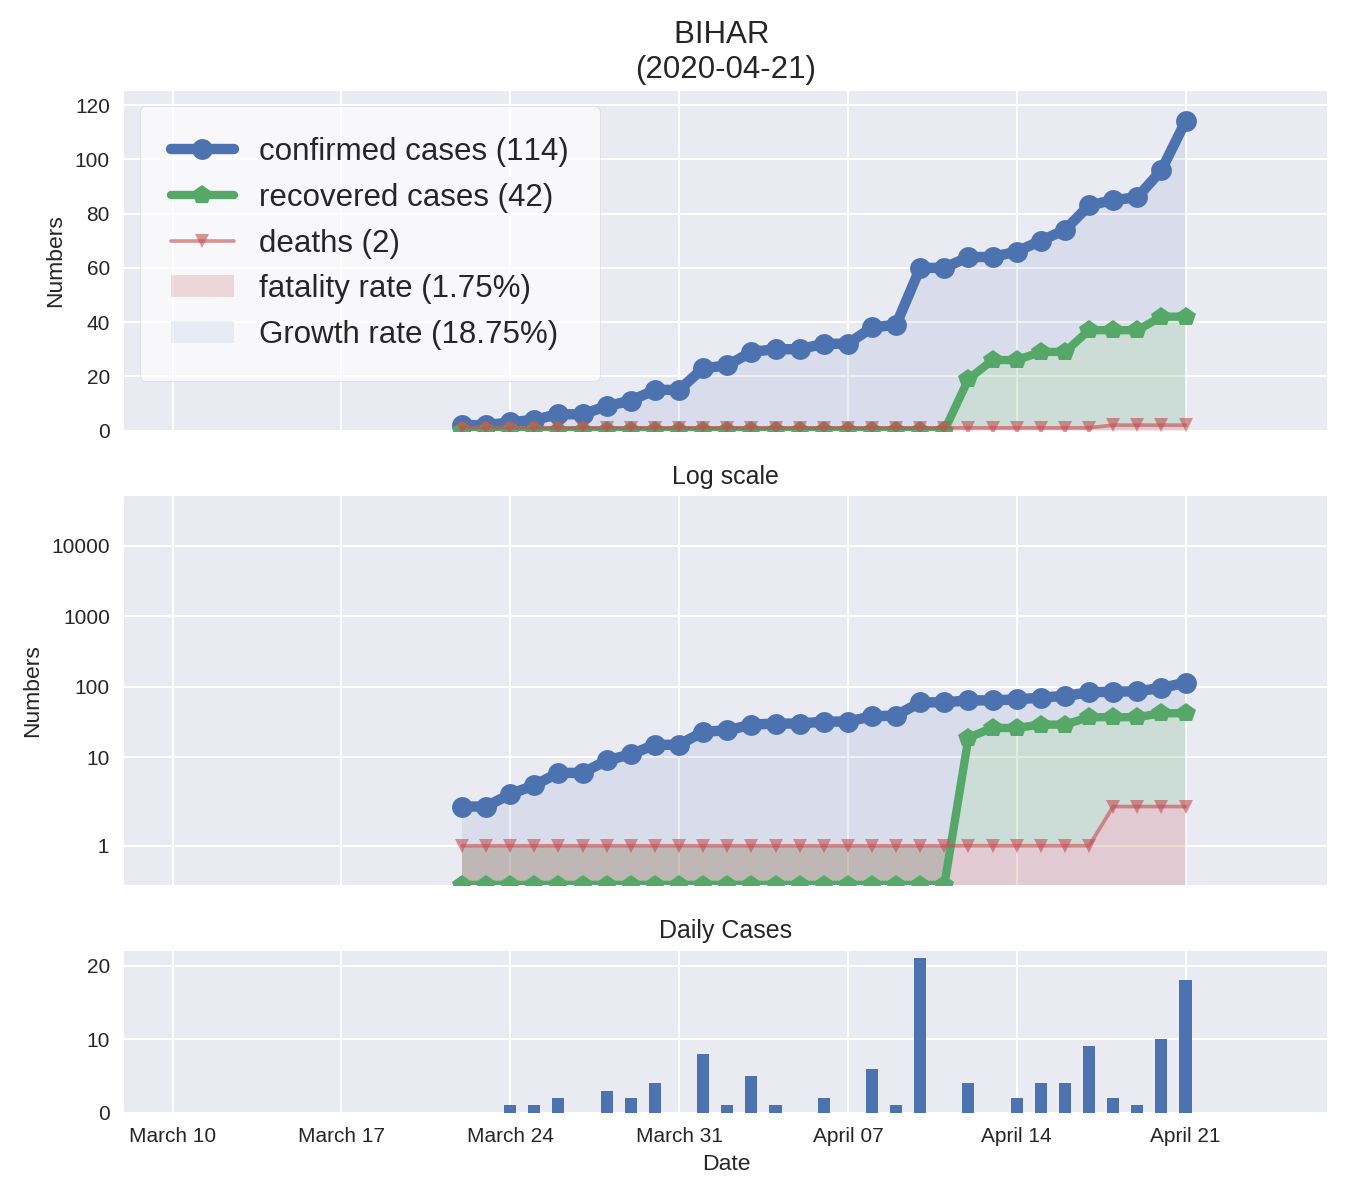 BIHAR
(2020-04-21)
120
100
80
60
40
20
0
Numbers
confirmed cases (114)
recovered cases (42)
deaths (2)
fatality rate (1.75%)
Growth rate (18.75%)
Log scale
10000
1000
100
10
1
Numbers
Daily Cases
20
10
0
March 10 March 17 March 24 March 31 April 07 April 14 April 21
Date